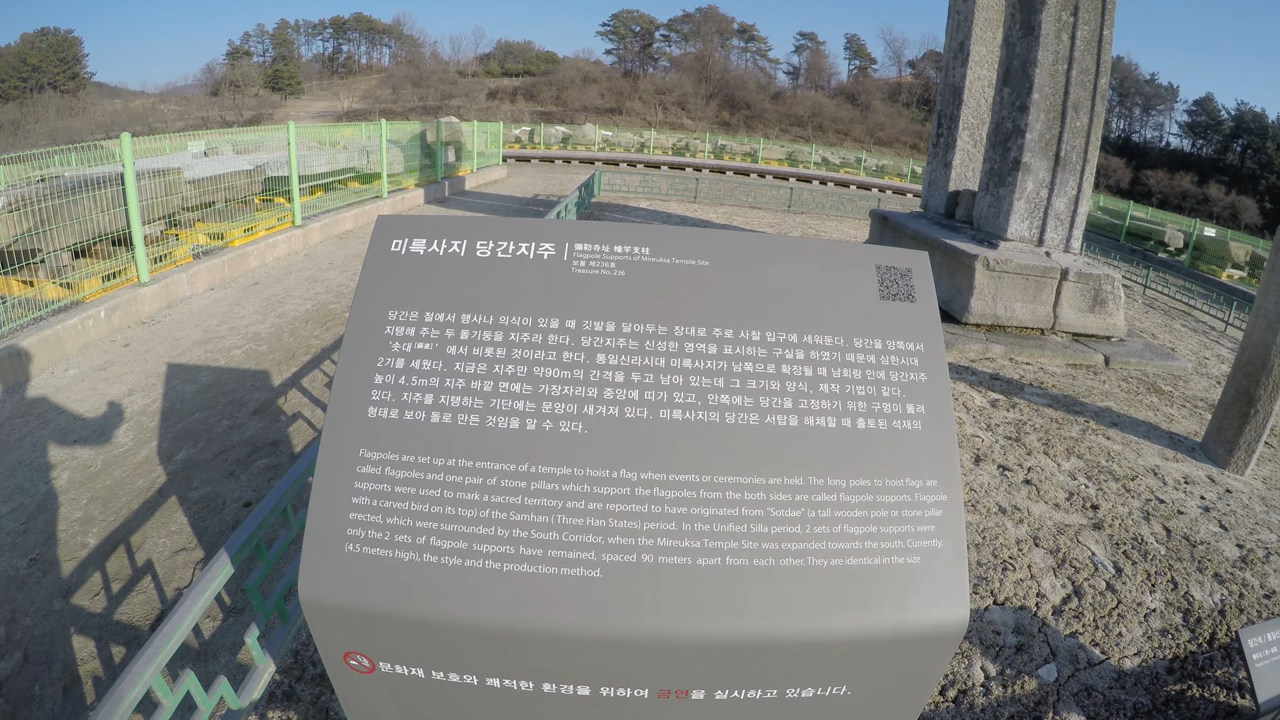 미륵사지 당간지주
彌勒寺址 幢竿支柱
Flagpole Supports of Mireuksa Temple Site
보물 제236호
Treasure No. 236
당간은 절에서 행사나 의식이 있을 때 깃발을 달아두는 장대로 주로 사찰 입구에 세워둔다. 당간을 양쪽에서
지탱해 주는 두 돌기둥을 지주라 한다. 당간지주는 신성한 영역을 표시하는 구실을 하였기 때문에 삼한시대
'솟대[蘇塗]' 에서 비롯된 것이라고 한다. 통일신라시대 미륵사지가 남쪽으로 확장될 때 남회랑 안에 당간지주
2기를 세웠다. 지금은 지주만 약90m의 간격을 두고 남아 있는데 그 크기와 양식, 제작 기법이 같다.
높이 4.5m의 지주 바깥 면에는 가장자리와 중앙에 띠가 있고, 안쪽에는 당간을 고정하기 위한 구멍이 뚫려
있다. 지주를 지탱하는 기단에는 문양이 새겨져 있다. 미륵사지의 당간은 서탑을 해체할 때 출토된 석재의
형태로 보아 돌로 만든 것임을 알 수 있다.
Flagpoles are set up at the entrance of a temple to hoist a flag when events or ceremonies are held. The long poles to hoist flags are
called flagpoles and one pair of stone pillars which support the flagpoles from the both sides are called flagpole supports. Flagpole
supports were used to mark a sacred territory and are reported to have originated from "Sotdae" (a tall wooden pole or stone pillar
with a carved bird on its top) of the Samhan ( Three Han States) period. In the Unified Silla period, 2 sets of flagpole supports were
erected, which were surrounded by the South Corridor, when the Mireuksa Temple Site was expanded towards the south. Currently,
only the 2 sets of flagpole supports have remained, spaced 90 meters apart from each other. They are identical in the size
(4.5 meters high), the style and the production method.
문화재 보호와 쾌적한 환경을 위하여 금연을 실시하고 있습니다.